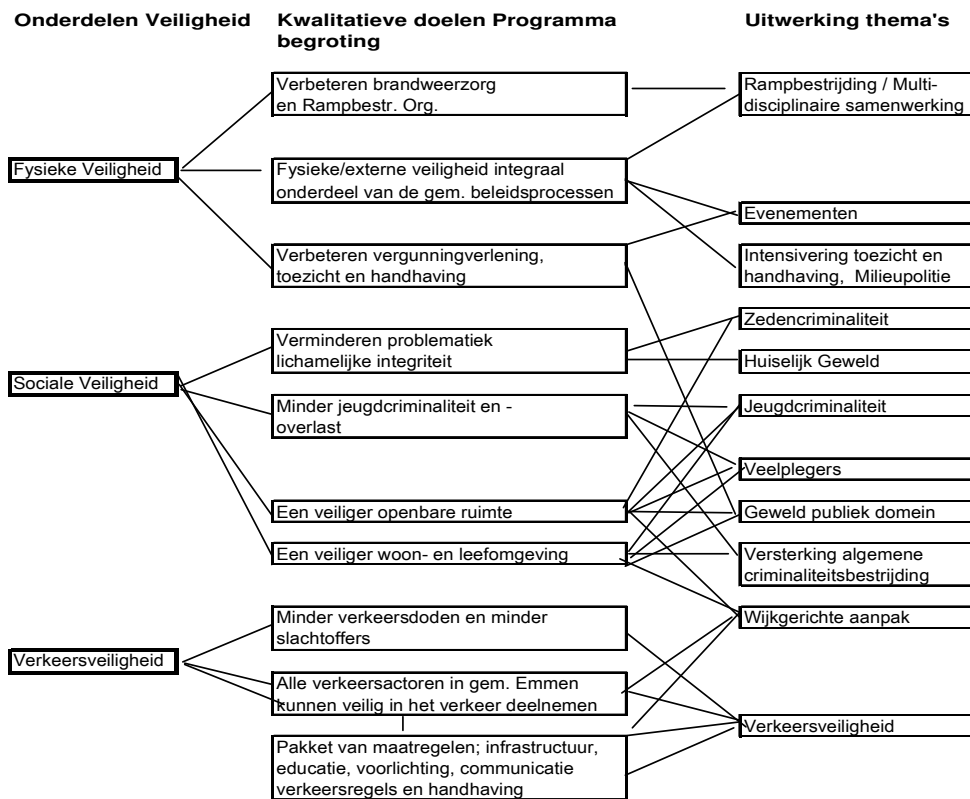 Onderdelen Veiligheid
Kwalitatieve doelen Programma
begroting
Uitwerking thema's
Fysieke Veiligheid
Sociale Veiligheid
Verkeersveiligheid
Verbeteren brandweerzorg
en Rampbestr. Org.
Fysieke/externe veiligheid integraal
onderdeel van de gem. beleidsprocessen
Verbeteren vergunningverlening,
toezicht en handhaving
Verminderen problematiek
lichamelijke integriteit
Minder jeugdcriminaliteit en -
overlast
Een veiliger openbare ruimte
Een veiliger woon- en leefomgeving
Minder verkeersdoden en minder
slachtoffers
Alle verkeersactoren in gem. Emmen
kunnen veilig in het verkeer deelnemen
Pakket van maatregelen; infrastructuur,
educatie, voorlichting, communicatie
verkeersregels en handhaving
Rampbestrijding / Multi-
disciplinaire samenwerking
Evenementen
Intensivering toezicht en
handhaving, Milieupolitie
Zedencriminaliteit
Huiselijk Geweld
Jeugdcriminaliteit
Veelplegers
Geweld publiek domein
Versterking algemene
criminaliteitsbestrijding
Wijkgerichte aanpak
Verkeersveiligheid